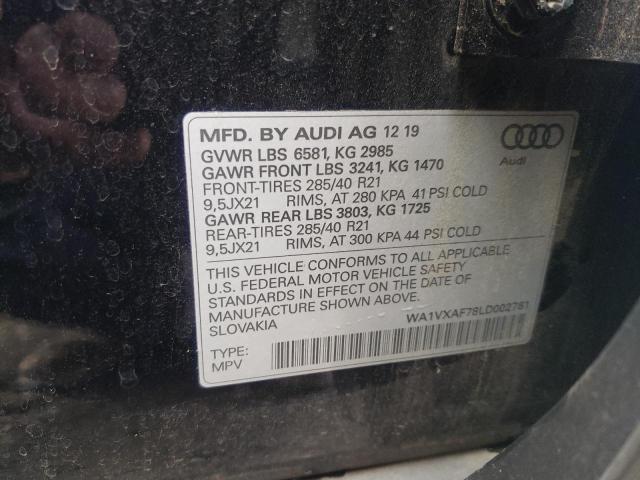 MFD. BY AUDI AG 12 19
GVWR LBS 6581, KG 2985
GAWR FRONT LBS 3241, KG 1470
FRONT-TIRES 285/40 R21
9,5JX21 RIMS, AT 280 KPA 41 PSI COLD
GAWR REAR LBS 3803, KG 1725
REAR-TIRES 285/40 R21
9,5JX21 RIMS, AT 300 KPA 44 PSI COLD
Audi
THIS VEHICLE CONFORMS TO ALL APPLICABLE
U.S. FEDERAL MOTOR VEHICLE SAFETY
STANDARDS IN EFFECT ON THE DATE OF
MANUFACTURE SHOWN ABOVE.
SLOVAKIA
WA1VXAF78LD002781
TYPE:
MPV